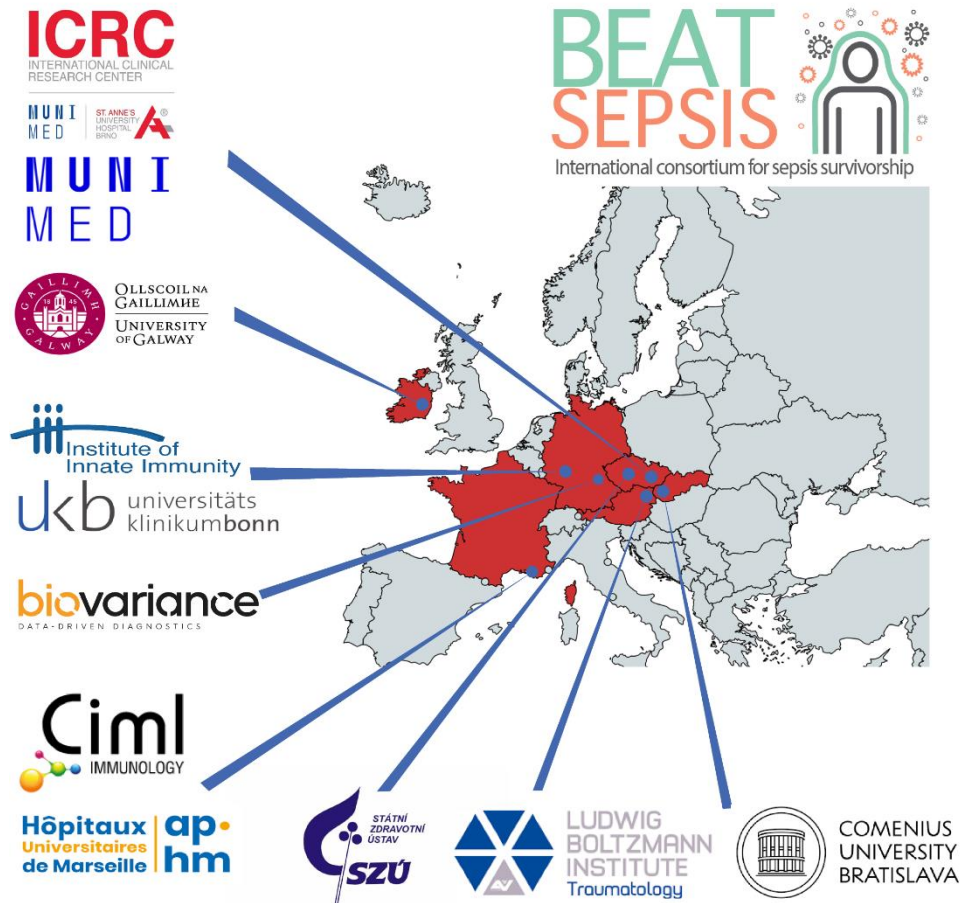 ICRC
INTERNATIONAL CLINICAL
RESEARCH CENTER
MUNI
MED
ST. ANNE'S
UNIVERSITY
HOSPITAL
BRNO
®
MUNI
MED
BEAT
SEPSIS
International consortium for sepsis survivorship
GAILLIMH
18 45
GALWAY
OLLSCOIL NA
GAILLIMHE
UNIVERSITY
OF GALWAY
iii
Institute of
Innate Immunity
ukb universitäts
klinikumbonn
biovariance
DATA-DRIVEN DIAGNOSTICS
Ciml
IMMUNOLOGY
Hôpitaux
Universitaires
de Marseille
ap·
hm
STÁTNÍ
ZDRAVOTNÍ
ÚSTAV
SZÚ
LUDWIG
BOLTZMANN
INSTITUTE
Traumatology
COMENIUS
UNIVERSITY
BRATISLAVA